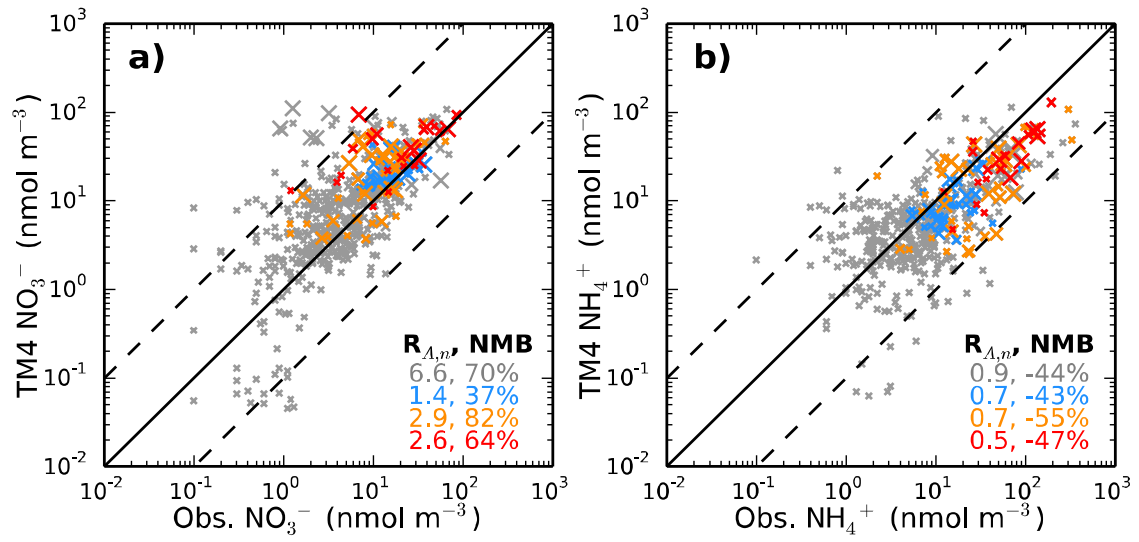 a)
10³
10²
10¹
10⁰
10⁻¹
10⁻²
TM4 NO₃⁻ (nmol m⁻³)
R_Λ,n, NMB
6.6, 70%
1.4, 37%
2.9, 82%
2.6, 64%
10⁻² 10⁻¹ 10⁰ 10¹ 10² 10³
Obs. NO₃⁻ (nmol m⁻³)
b)
10³
10²
10¹
10⁰
10⁻¹
10⁻²
TM4 NH₄⁺ (nmol m⁻³)
R_Λ,n, NMB
0.9, -44%
0.7, -43%
0.7, -55%
0.5, -47%
10⁻² 10⁻¹ 10⁰ 10¹ 10² 10³
Obs. NH₄⁺ (nmol m⁻³)